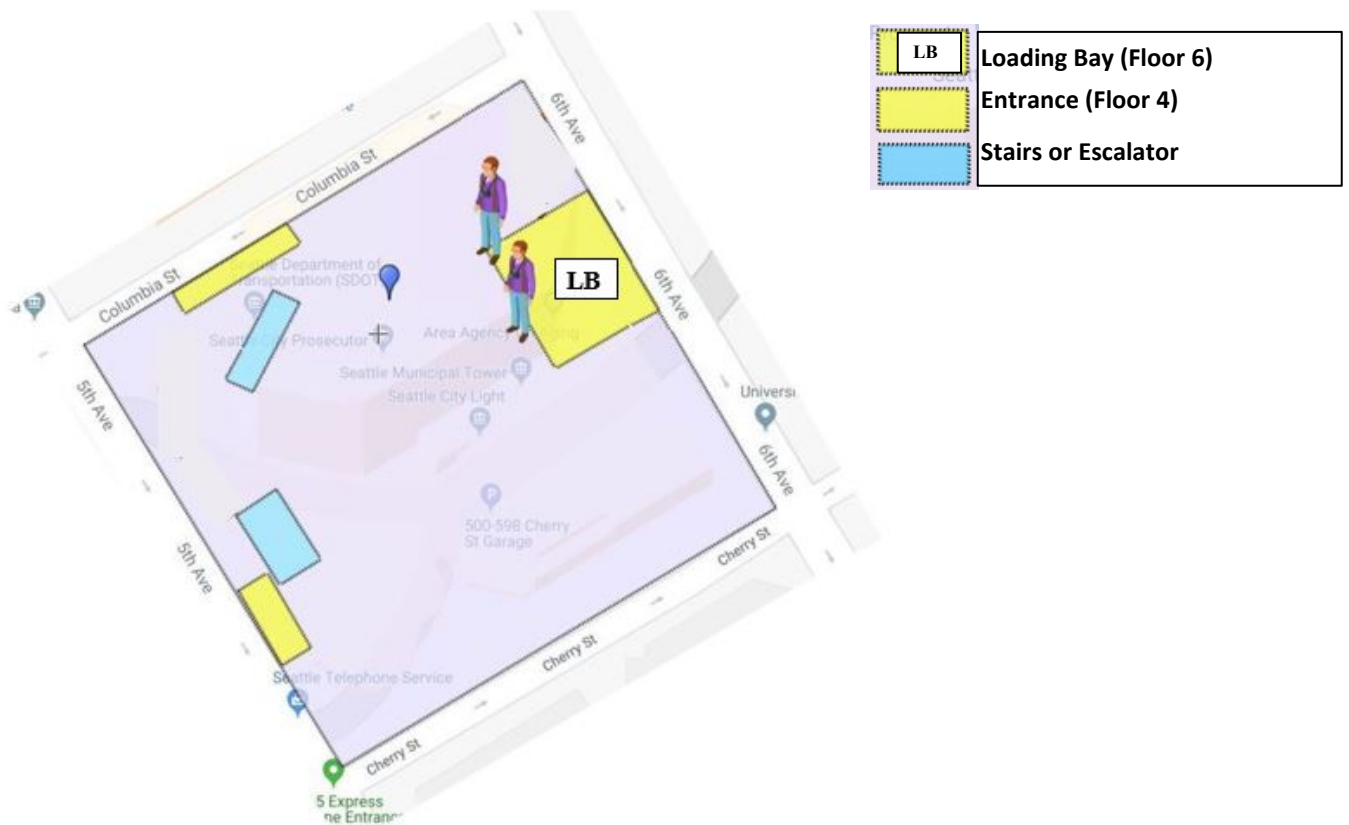 LB
Loading Bay (Floor 6)
Entrance (Floor 4)
Stairs or Escalator
6th Ave
Columbia St
Columbia St
Seattle Department of
Transportation (SDOT)
LB
6th Ave
Seattle City Prosecutor
Area Agency
Seattle Municipal Tower
Seattle City Light
5th Ave
Universi
6th Ave
P
500-598 Cherry
St Garage
5th Ave
Cherry St
Cherry St
Seattle Telephone Service
Cherry St
5 Express
ne Entranc